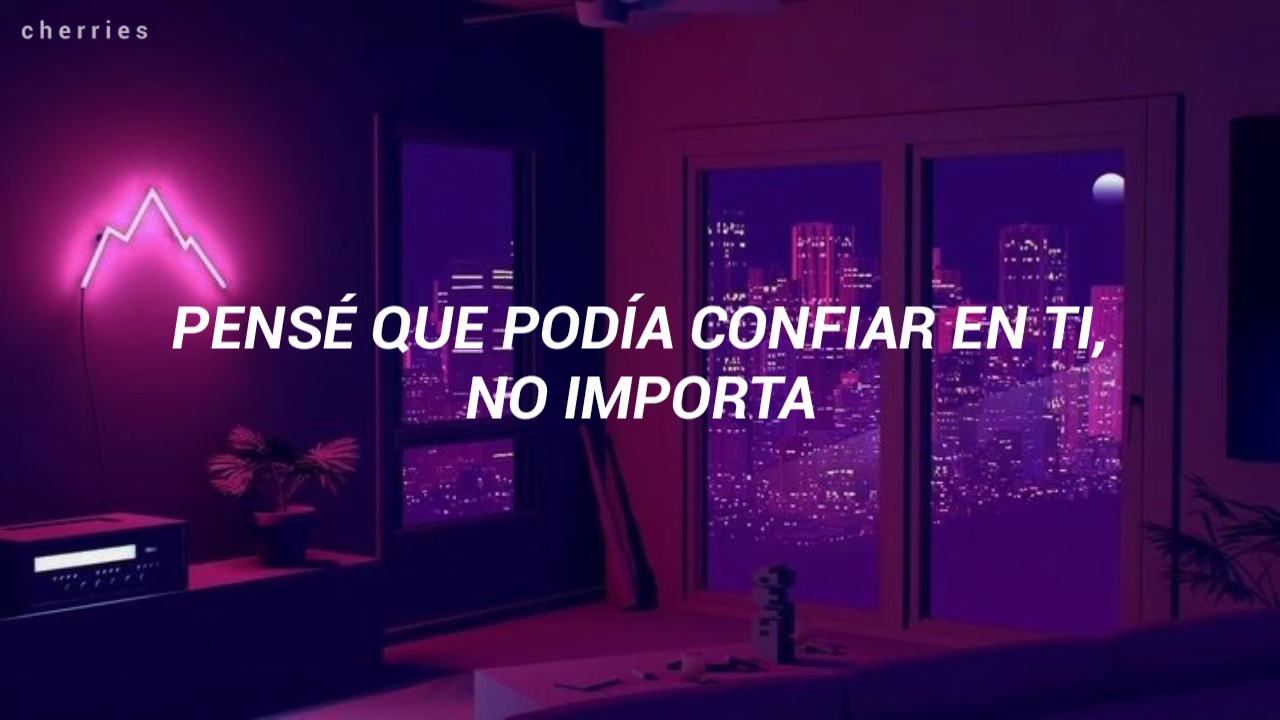 cherries
PENSÉ QUE PODÍA CONFIAR EN TI,
NO IMPORTA